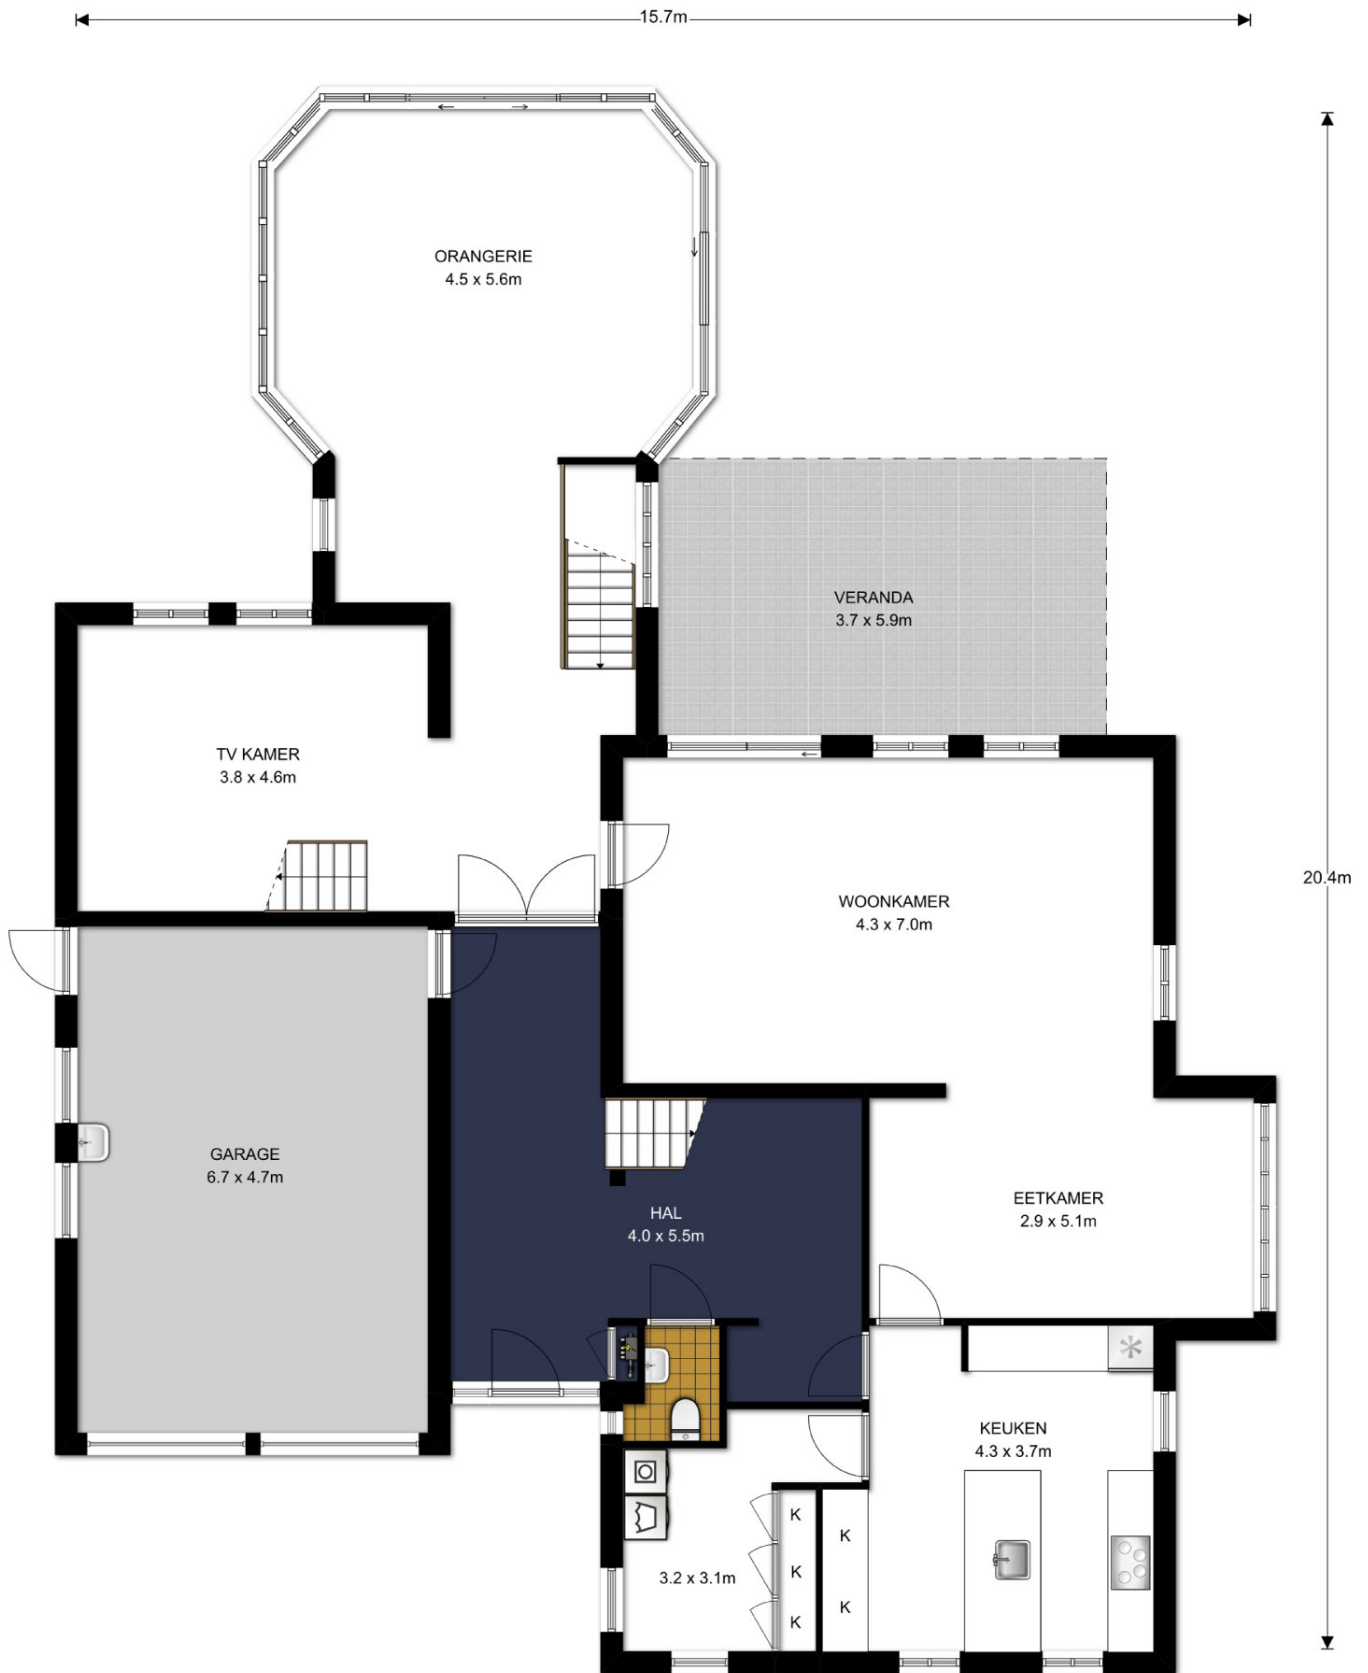 15.7m
ORANGERIE
4.5 x 5.6m
VERANDA
3.7 x 5.9m
TV KAMER
3.8 x 4.6m
20.4m
WOONKAMER
4.3 x 7.0m
GARAGE
6.7 x 4.7m
HAL
4.0 x 5.5m
EETKAMER
2.9 x 5.1m
KEUKEN
4.3 x 3.7m
K
K
K
3.2 x 3.1m
K
K